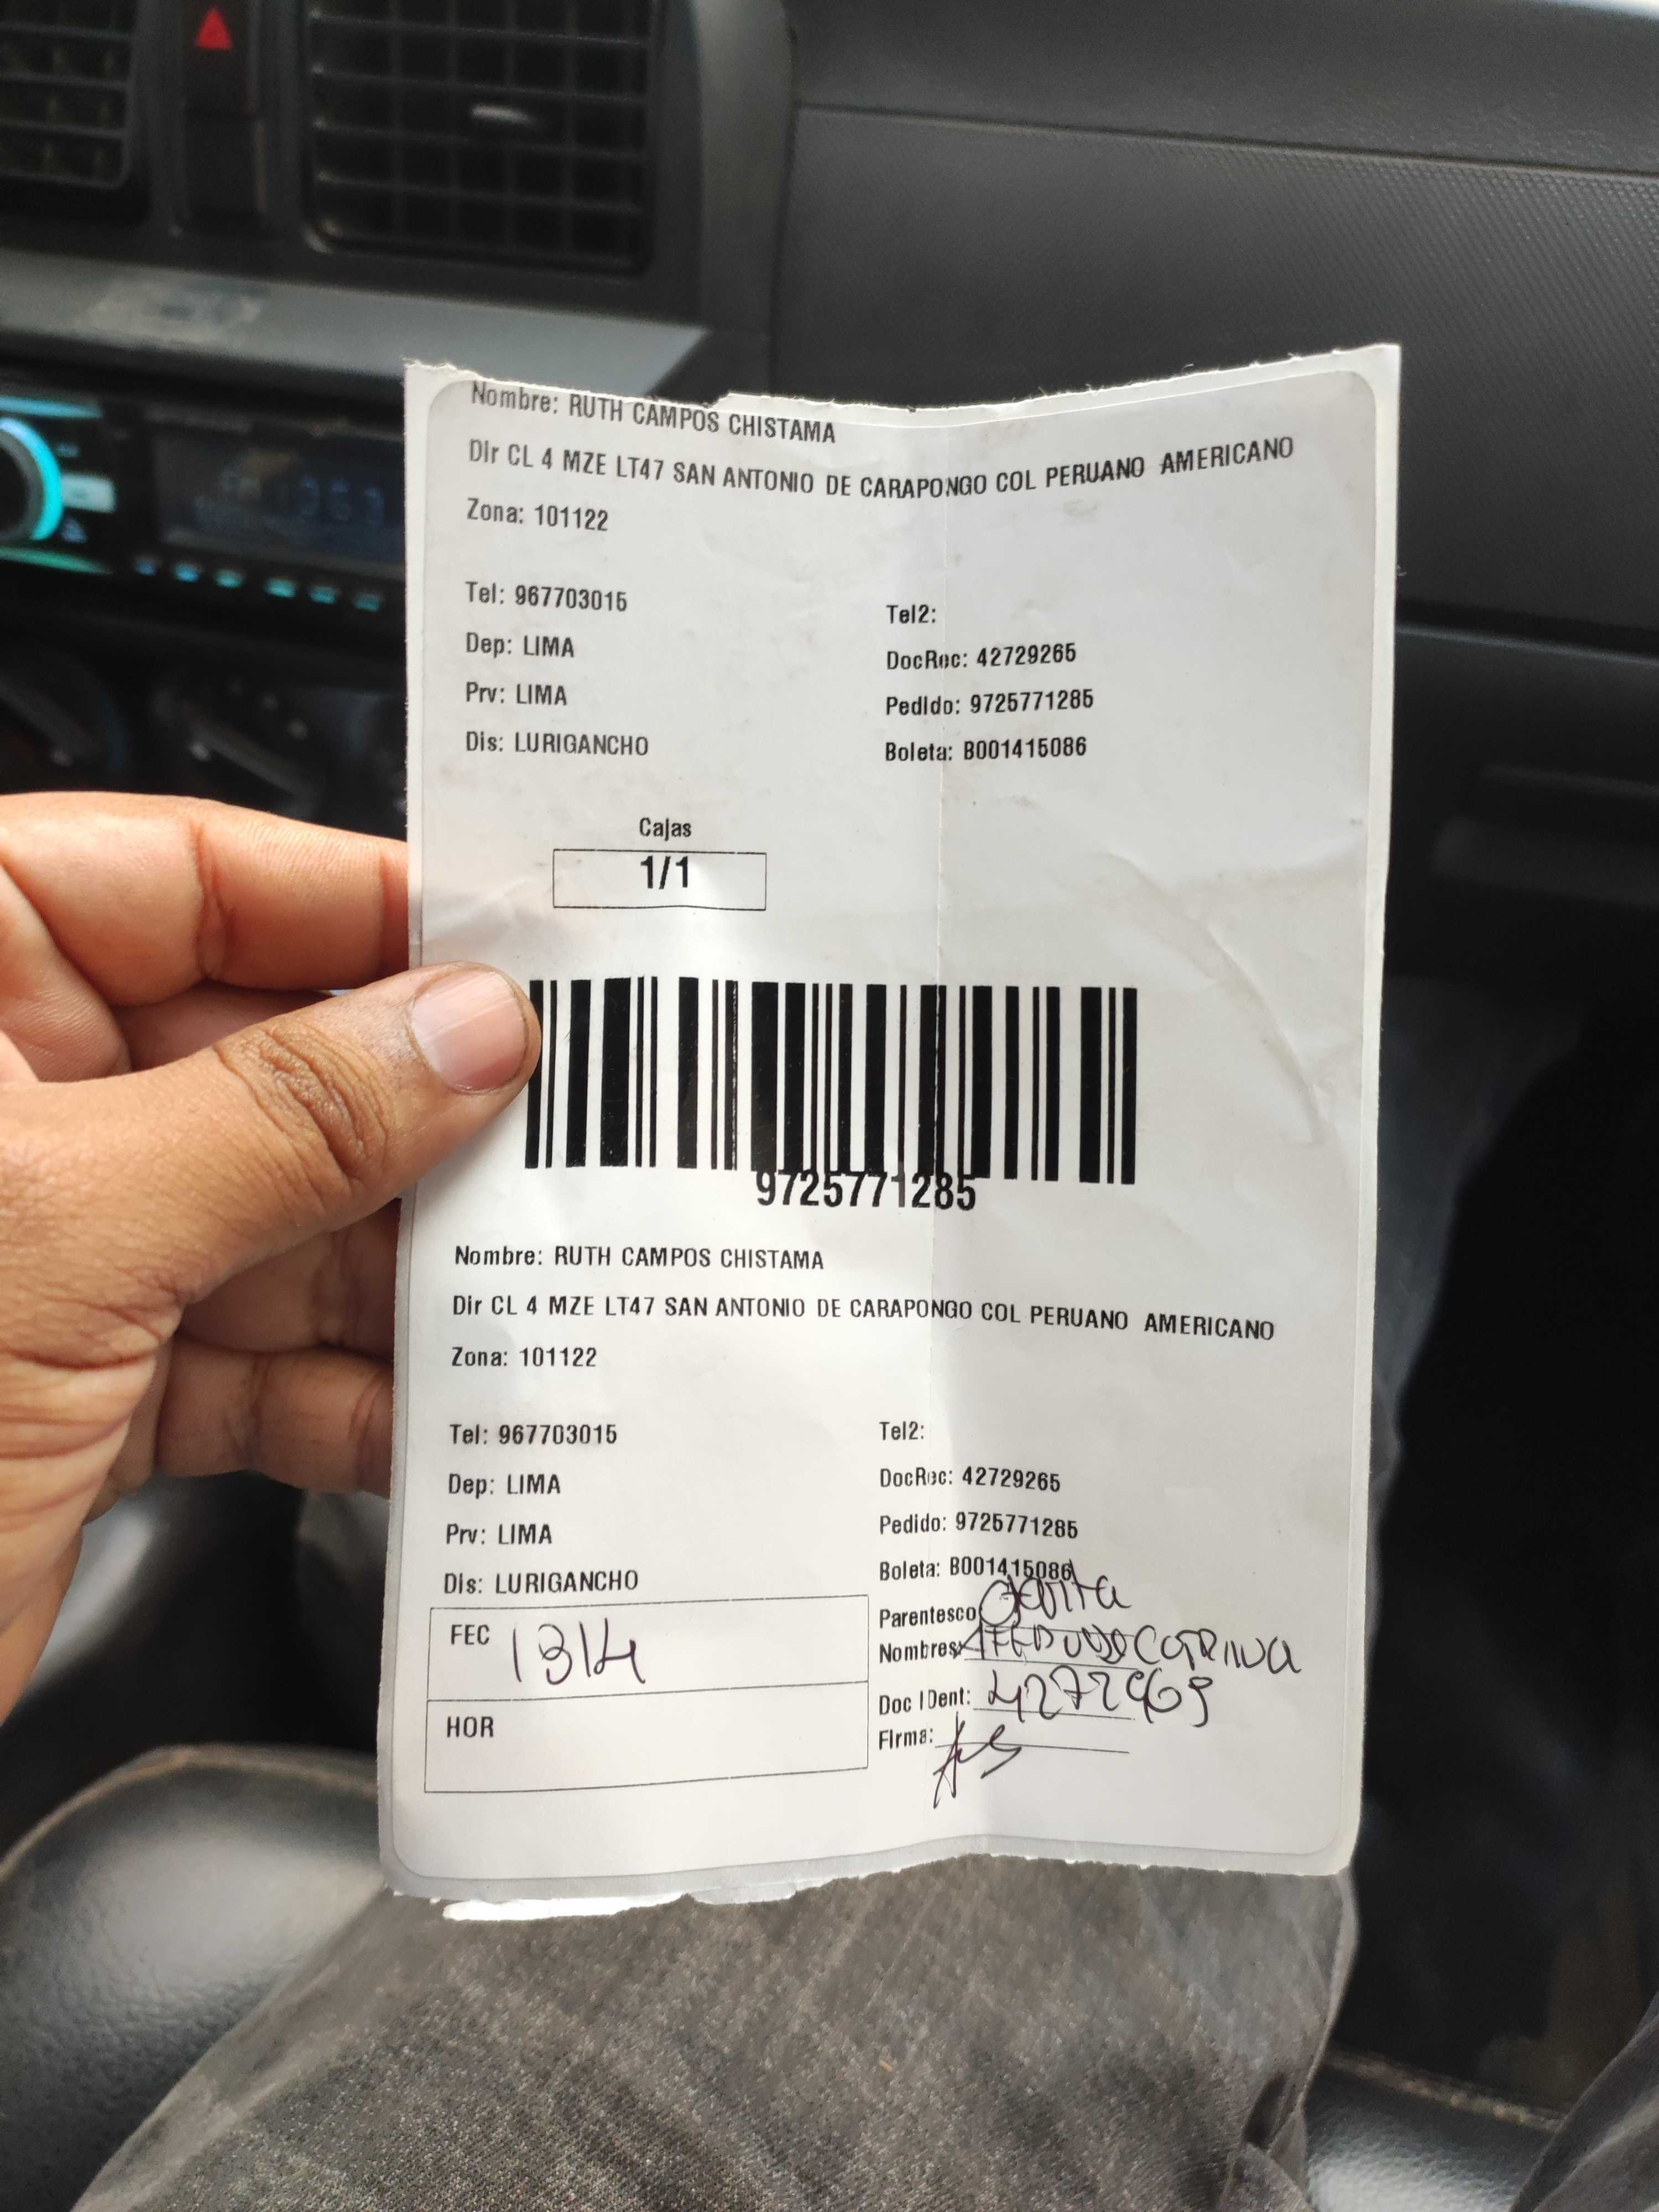 Nombre: RUTH CAMPOS CHISTAMA
Dir CL 4 MZE LT47 SAN ANTONIO DE CARAPONGO COL PERUANO AMERICANO
Zona: 101122
Tel: 967703015
Tel2:
Dep: LIMA
DocRec: 42729265
Prv: LIMA
Pedido: 9725771285
Dis: LURIGANCHO
Boleta: B001415086
Cajas
1/1
9725771285
Nombre: RUTH CAMPOS CHISTAMA
Dir CL 4 MZE LT47 SAN ANTONIO DE CARAPONGO COL PERUANO AMERICANO
Zona: 101122
Tel: 967703015
Tel2:
Dep: LIMA
DocRec: 42729265
Prv: LIMA
Pedido: 9725771285
Dis: LURIGANCHO
Boleta: B001415086
Parentesco:
FEC 13/4
Nombres:
Doc IDent:
HOR
Firma: